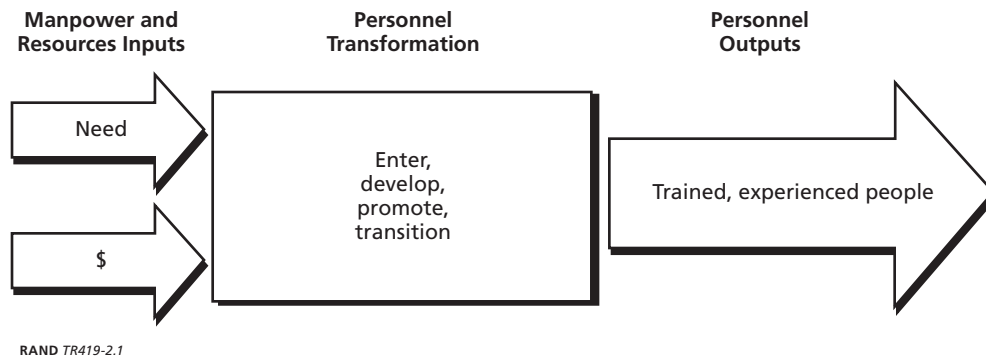 Manpower and
Resources Inputs
Personnel
Transformation
Personnel
Outputs
Need
$
Enter,
develop,
promote,
transition
Trained, experienced people
RAND TR419-2.1